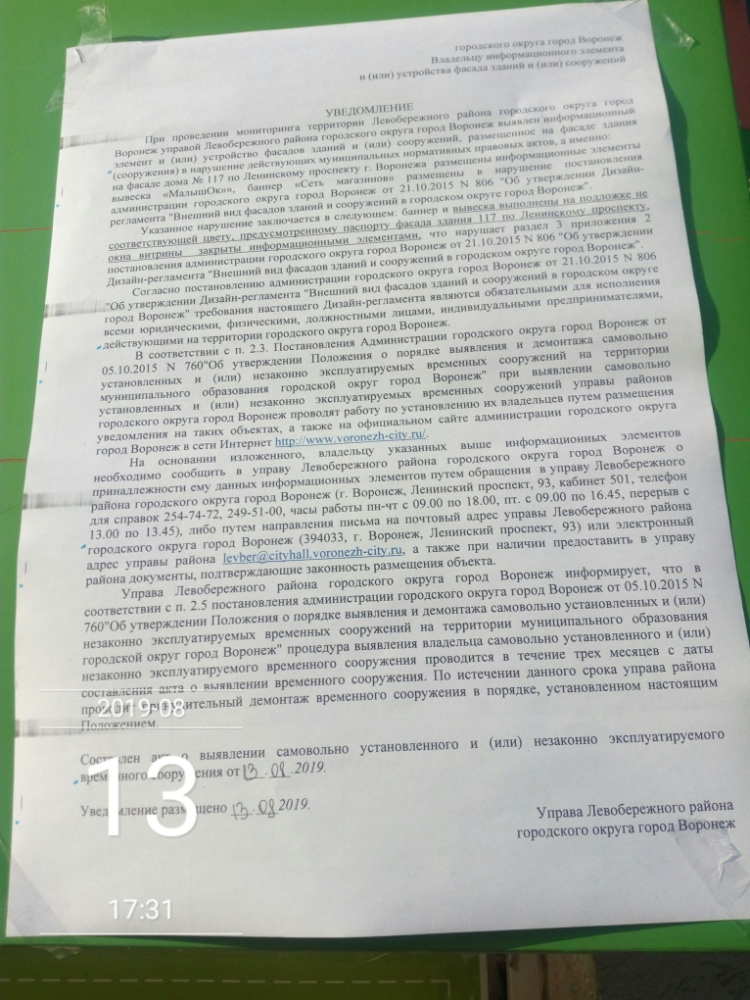 городского округа город Воронеж
Владельцу информационного элемента
и (или) устройства фасада зданий и (или) сооружений
УВЕДОМЛЕНИЕ
При проведении мониторинга территории Левобережного района городского округа город
Воронеж управой Левобережного района городского округа город Воронеж выявлен информационный
элемент и (или) устройство фасадов зданий и (или) сооружений, размещенное на фасаде здания
(сооружения) в нарушение действующих муниципальных нормативных правовых актов, а именно:
на фасаде дома № 117 по Ленинскому проспекту г. Воронежа размещены информационные элементы
вывеска «МалышОк»», баннер «Сеть магазинов» размещены в нарушение постановления
администрации городского округа город Воронеж от 21.10.2015 N 806 "Об утверждении Дизайн-
регламента "Внешний вид фасадов зданий и сооружений в городском округе город Воронеж".
Указанное нарушение заключается в следующем: баннер и вывеска выполнены на подложке не
соответствующей цвету, предусмотренному паспорту фасада здания 117 по Ленинскому проспекту,
окна витрины закрыты информационными элементами, что нарушает раздел 3 приложения 2
постановления администрации городского округа город Воронеж от 21.10.2015 N 806 "Об утверждении
Дизайн-регламента "Внешний вид фасадов зданий и сооружений в городском округе город Воронеж".
Согласно постановлению администрации городского округа город Воронеж от 21.10.2015 N 806
"Об утверждении Дизайн-регламента "Внешний вид фасадов зданий и сооружений в городском округе
город Воронеж" требования настоящего Дизайн-регламента являются обязательными для исполнения
всеми юридическими, физическими, должностными лицами, индивидуальными предпринимателями,
действующими на территории городского округа город Воронеж.
В соответствии с п. 2.3. Постановления Администрации городского округа город Воронеж от
05.10.2015 N 760"Об утверждении Положения о порядке выявления и демонтажа самовольно
установленных и (или) незаконно эксплуатируемых временных сооружений на территории
муниципального образования городской округ город Воронеж" при выявлении самовольно
установленных и (или) незаконно эксплуатируемых временных сооружений управы районов
городского округа город Воронеж проводят работу по установлению их владельцев путем размещения
уведомления на таких объектах, а также на официальном сайте администрации городского округа
город Воронеж в сети Интернет http://www.voronezh-city.ru/.
На основании изложенного, владельцу указанных выше информационных элементов
необходимо сообщить в управу Левобережного района городского округа город Воронеж о
принадлежности ему данных информационных элементов путем обращения в управу Левобережного
района городского округа город Воронеж (г. Воронеж, Ленинский проспект, 93, кабинет 501, телефон
для справок 254-74-72, 249-51-00, часы работы пн-чт с 09.00 по 18.00, пт. с 09.00 по 16.45, перерыв с
13.00 по 13.45), либо путем направления письма на почтовый адрес управы Левобережного района
городского округа город Воронеж (394033, г. Воронеж, Ленинский проспект, 93) или электронный
адрес управы района levber@cityhall.voronezh-city.ru, а также при наличии предоставить в управу
района документы, подтверждающие законность размещения объекта.
Управа Левобережного района городского округа город Воронеж информирует, что в
соответствии с п. 2.5 постановления администрации городского округа город Воронеж от 05.10.2015 N
760"Об утверждении Положения о порядке выявления и демонтажа самовольно установленных и (или)
незаконно эксплуатируемых временных сооружений на территории муниципального образования
городской округ город Воронеж" процедура выявления владельца самовольно установленного и (или)
незаконно эксплуатируемого временного сооружения проводится в течение трех месяцев с даты
составления акта о выявлении временного сооружения. По истечении данного срока управа района
проводит принудительный демонтаж временного сооружения в порядке, установленном настоящим
Положением.
2019-08
Составлен акт о выявлении самовольно установленного и (или) незаконно эксплуатируемого
временного сооружения от 13.08.2019.
13
Уведомление размещено 13.08 2019.
Управа Левобережного района
городского округа город Воронеж
17:31